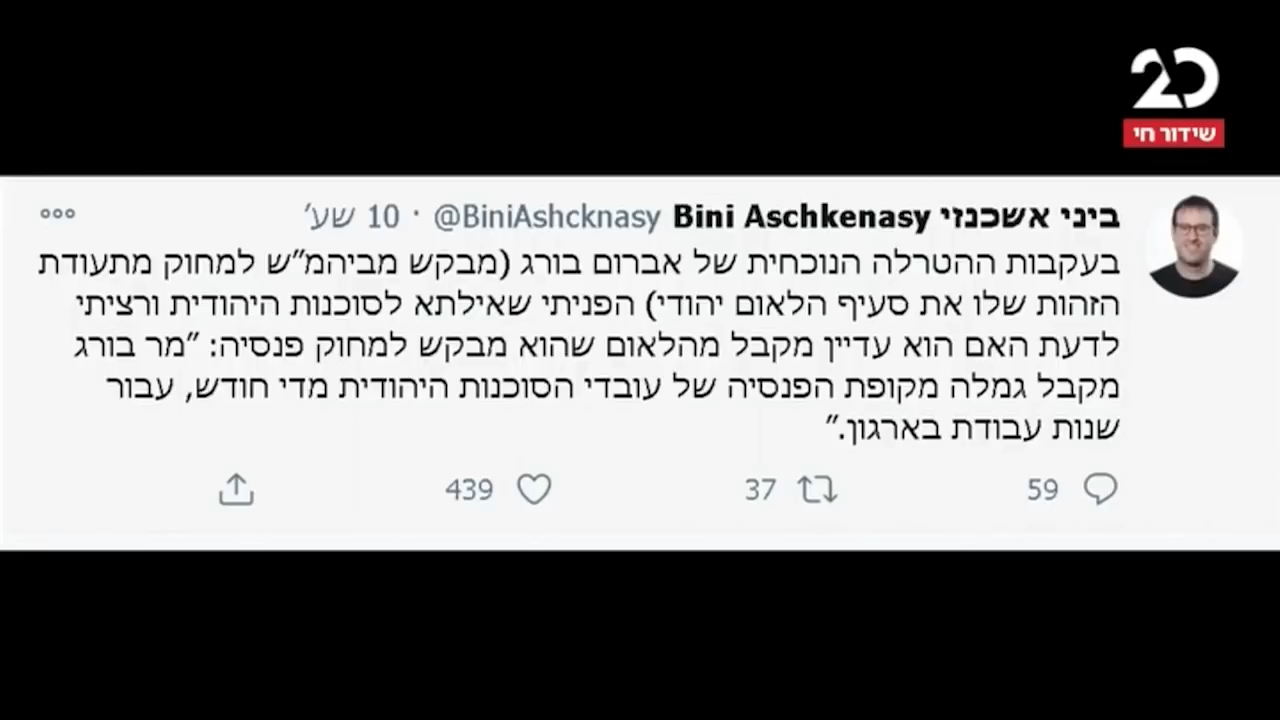 20
שידור חי
ביני אשכנזי Bini Aschkenasy @BiniAshcknasy · 10 שע'
בעקבות ההטרלה הנוכחית של אברום בורג (מבקש מביהמ"ש למחוק מתעודת
הזהות שלו את סעיף הלאום יהודי) הפניתי שאילתא לסוכנות היהודית ורציתי
לדעת האם הוא עדיין מקבל מהלאום שהוא מבקש למחוק פנסיה: "מר בורג
מקבל גמלה מקופת הפנסיה של עובדי הסוכנות היהודית מדי חודש, עבור
שנות עבודת בארגון."
59 37 439